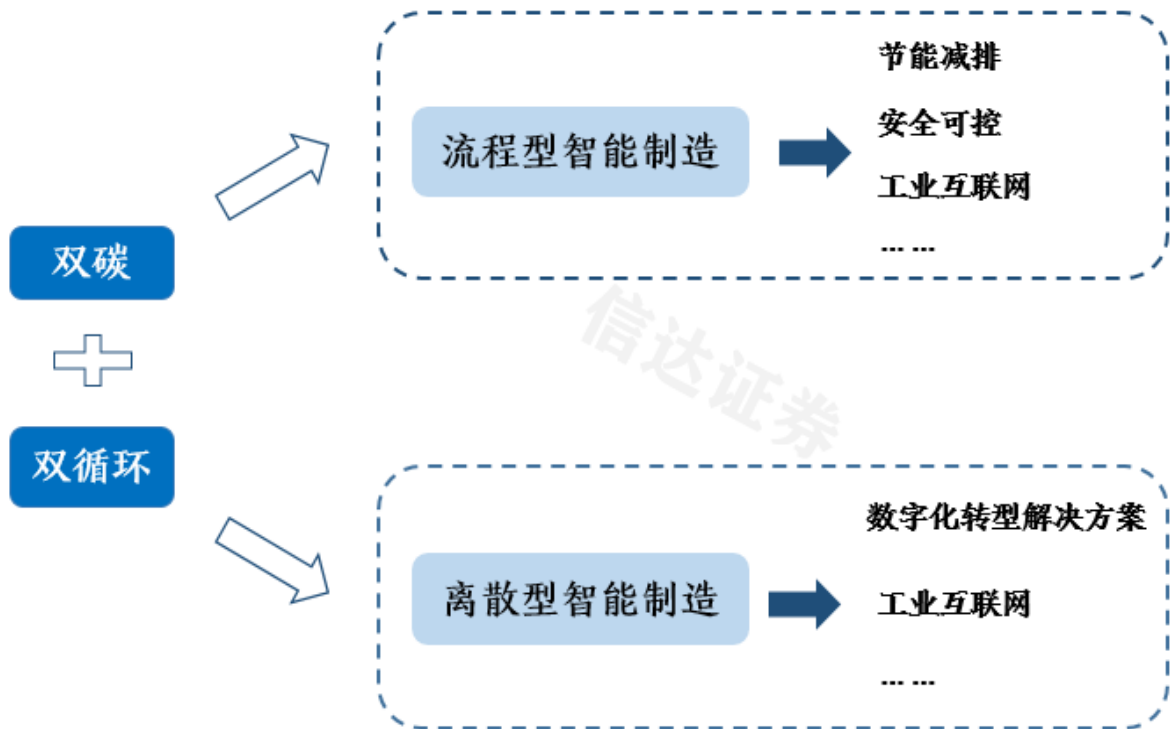 双碳
双循环
流程型智能制造
节能减排
安全可控
工业互联网
... ...
信达证券
离散型智能制造
数字化转型解决方案
工业互联网
... ...